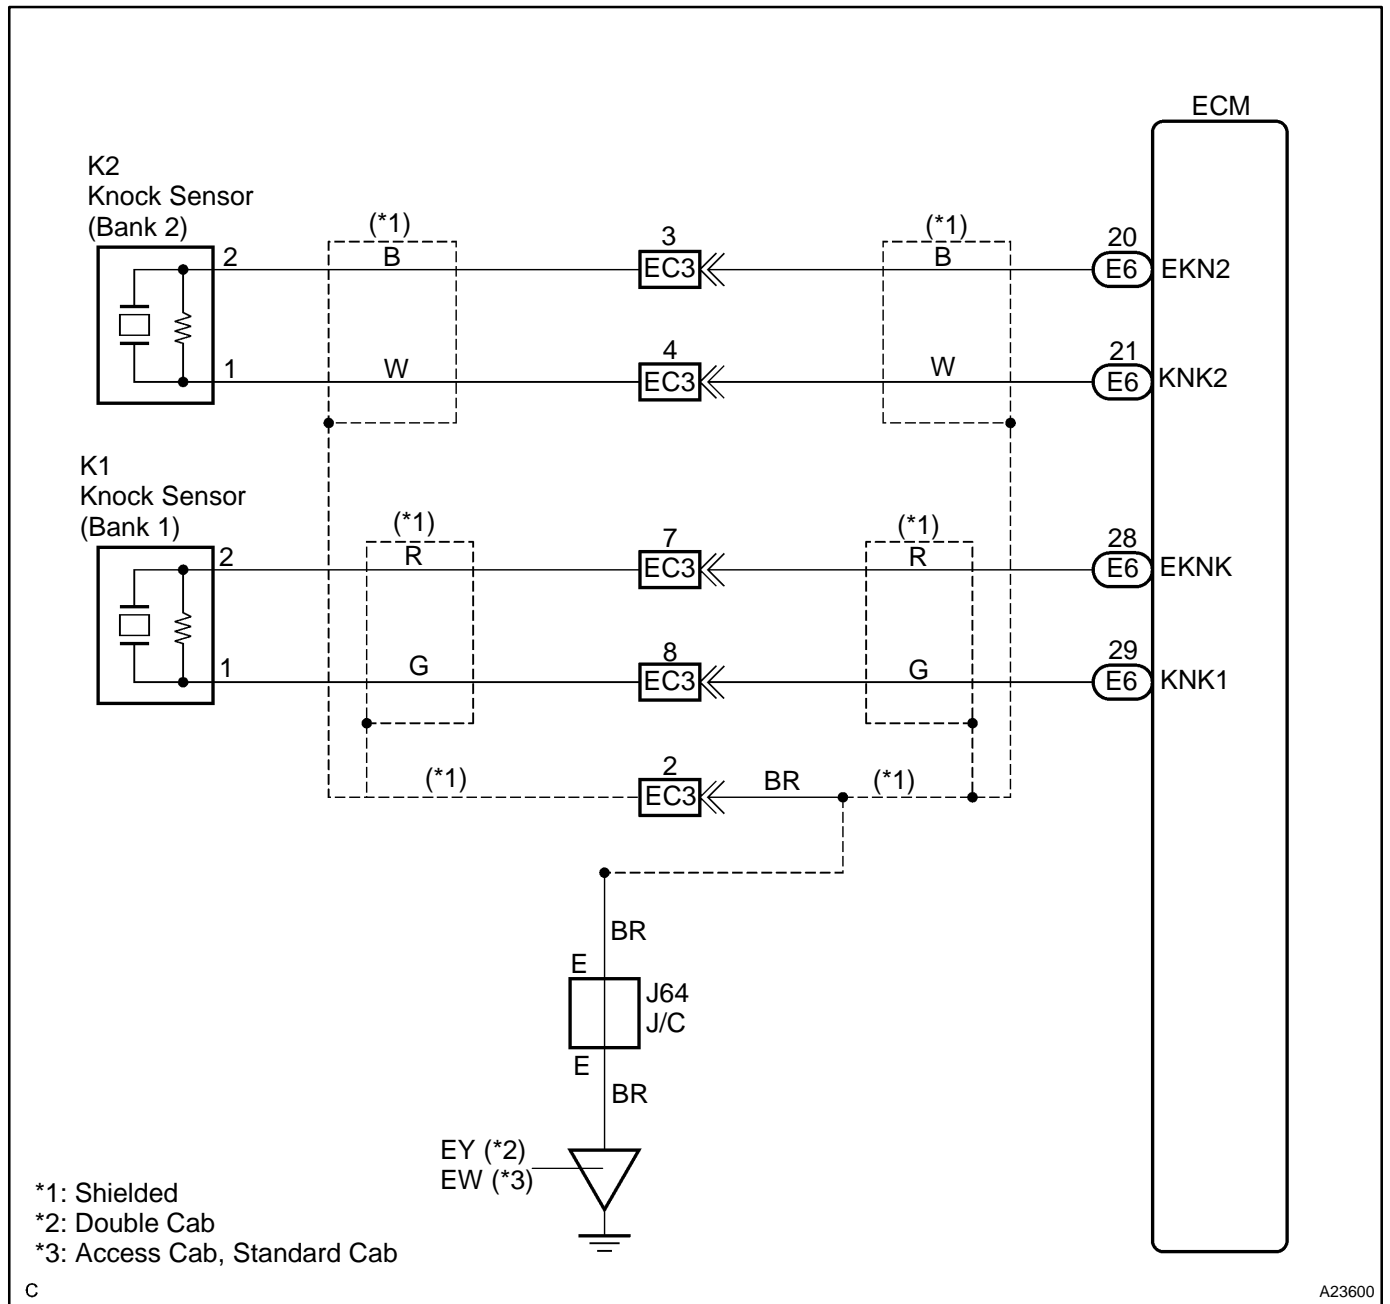 ECM
K2
Knock Sensor
(Bank 2)
(*1)
(*1)
2
B
3
EC3
B
20
E6
EKN2
1
W
4
EC3
W
21
E6
KNK2
K1
Knock Sensor
(Bank 1)
(*1)
(*1)
2
R
7
EC3
R
28
E6
EKNK
1
G
8
EC3
G
29
E6
KNK1
(*1)
2
EC3
BR
(*1)
BR
E
J64
J/C
E
BR
EY (*2)
EW (*3)
*1: Shielded
*2: Double Cab
*3: Access Cab, Standard Cab
C
A23600